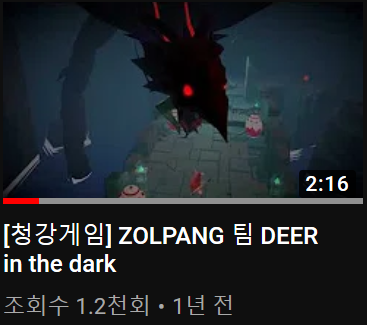 2:16
[청강게임] ZOLPANG 팀 DEER
in the dark
조회수 1.2천회 • 1년 전